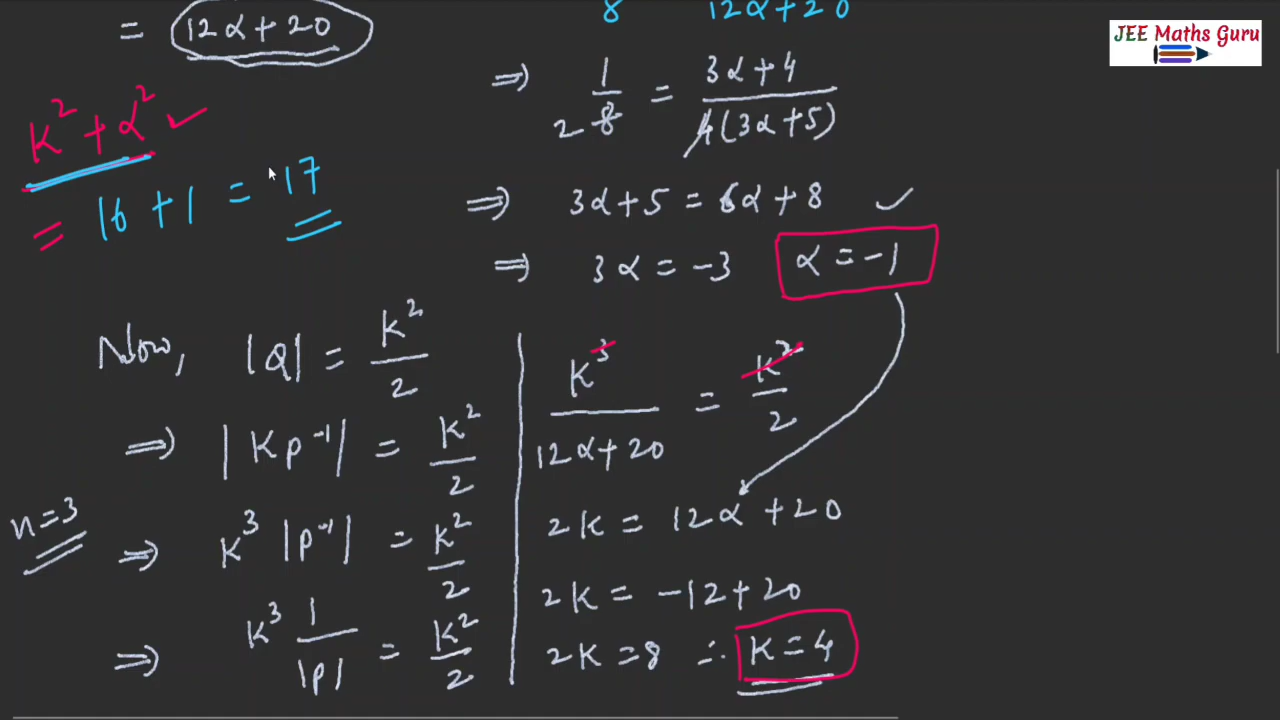 = 12α + 20
8 12α + 20
JEE Maths Guru
K² + α² ✓
= 16 + 1 = 17
⇒ 1/8 = 3α + 4 / 4(3α + 5)
2
⇒ 3α + 5 = 6α + 8 ✓
⇒ 3α = -3 α = -1
Now, |Q| = K²/2
⇒ |KP⁻¹| = K²/2
n = 3
⇒ K³ |P⁻¹| = K²/2
⇒ K³ 1/|P| = K²/2
K³ / 12α + 20 = K²/2
2K = 12α + 20
2K = -12 + 20
2K = 8 ∴ K = 4